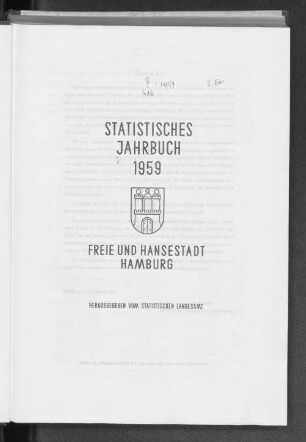 STATISTISCHES
JAHRBUCH
1959
FREIE UND HANSESTADT
HAMBURG
HERAUSGEGEBEN VOM STATISTISCHEN LANDESAMT